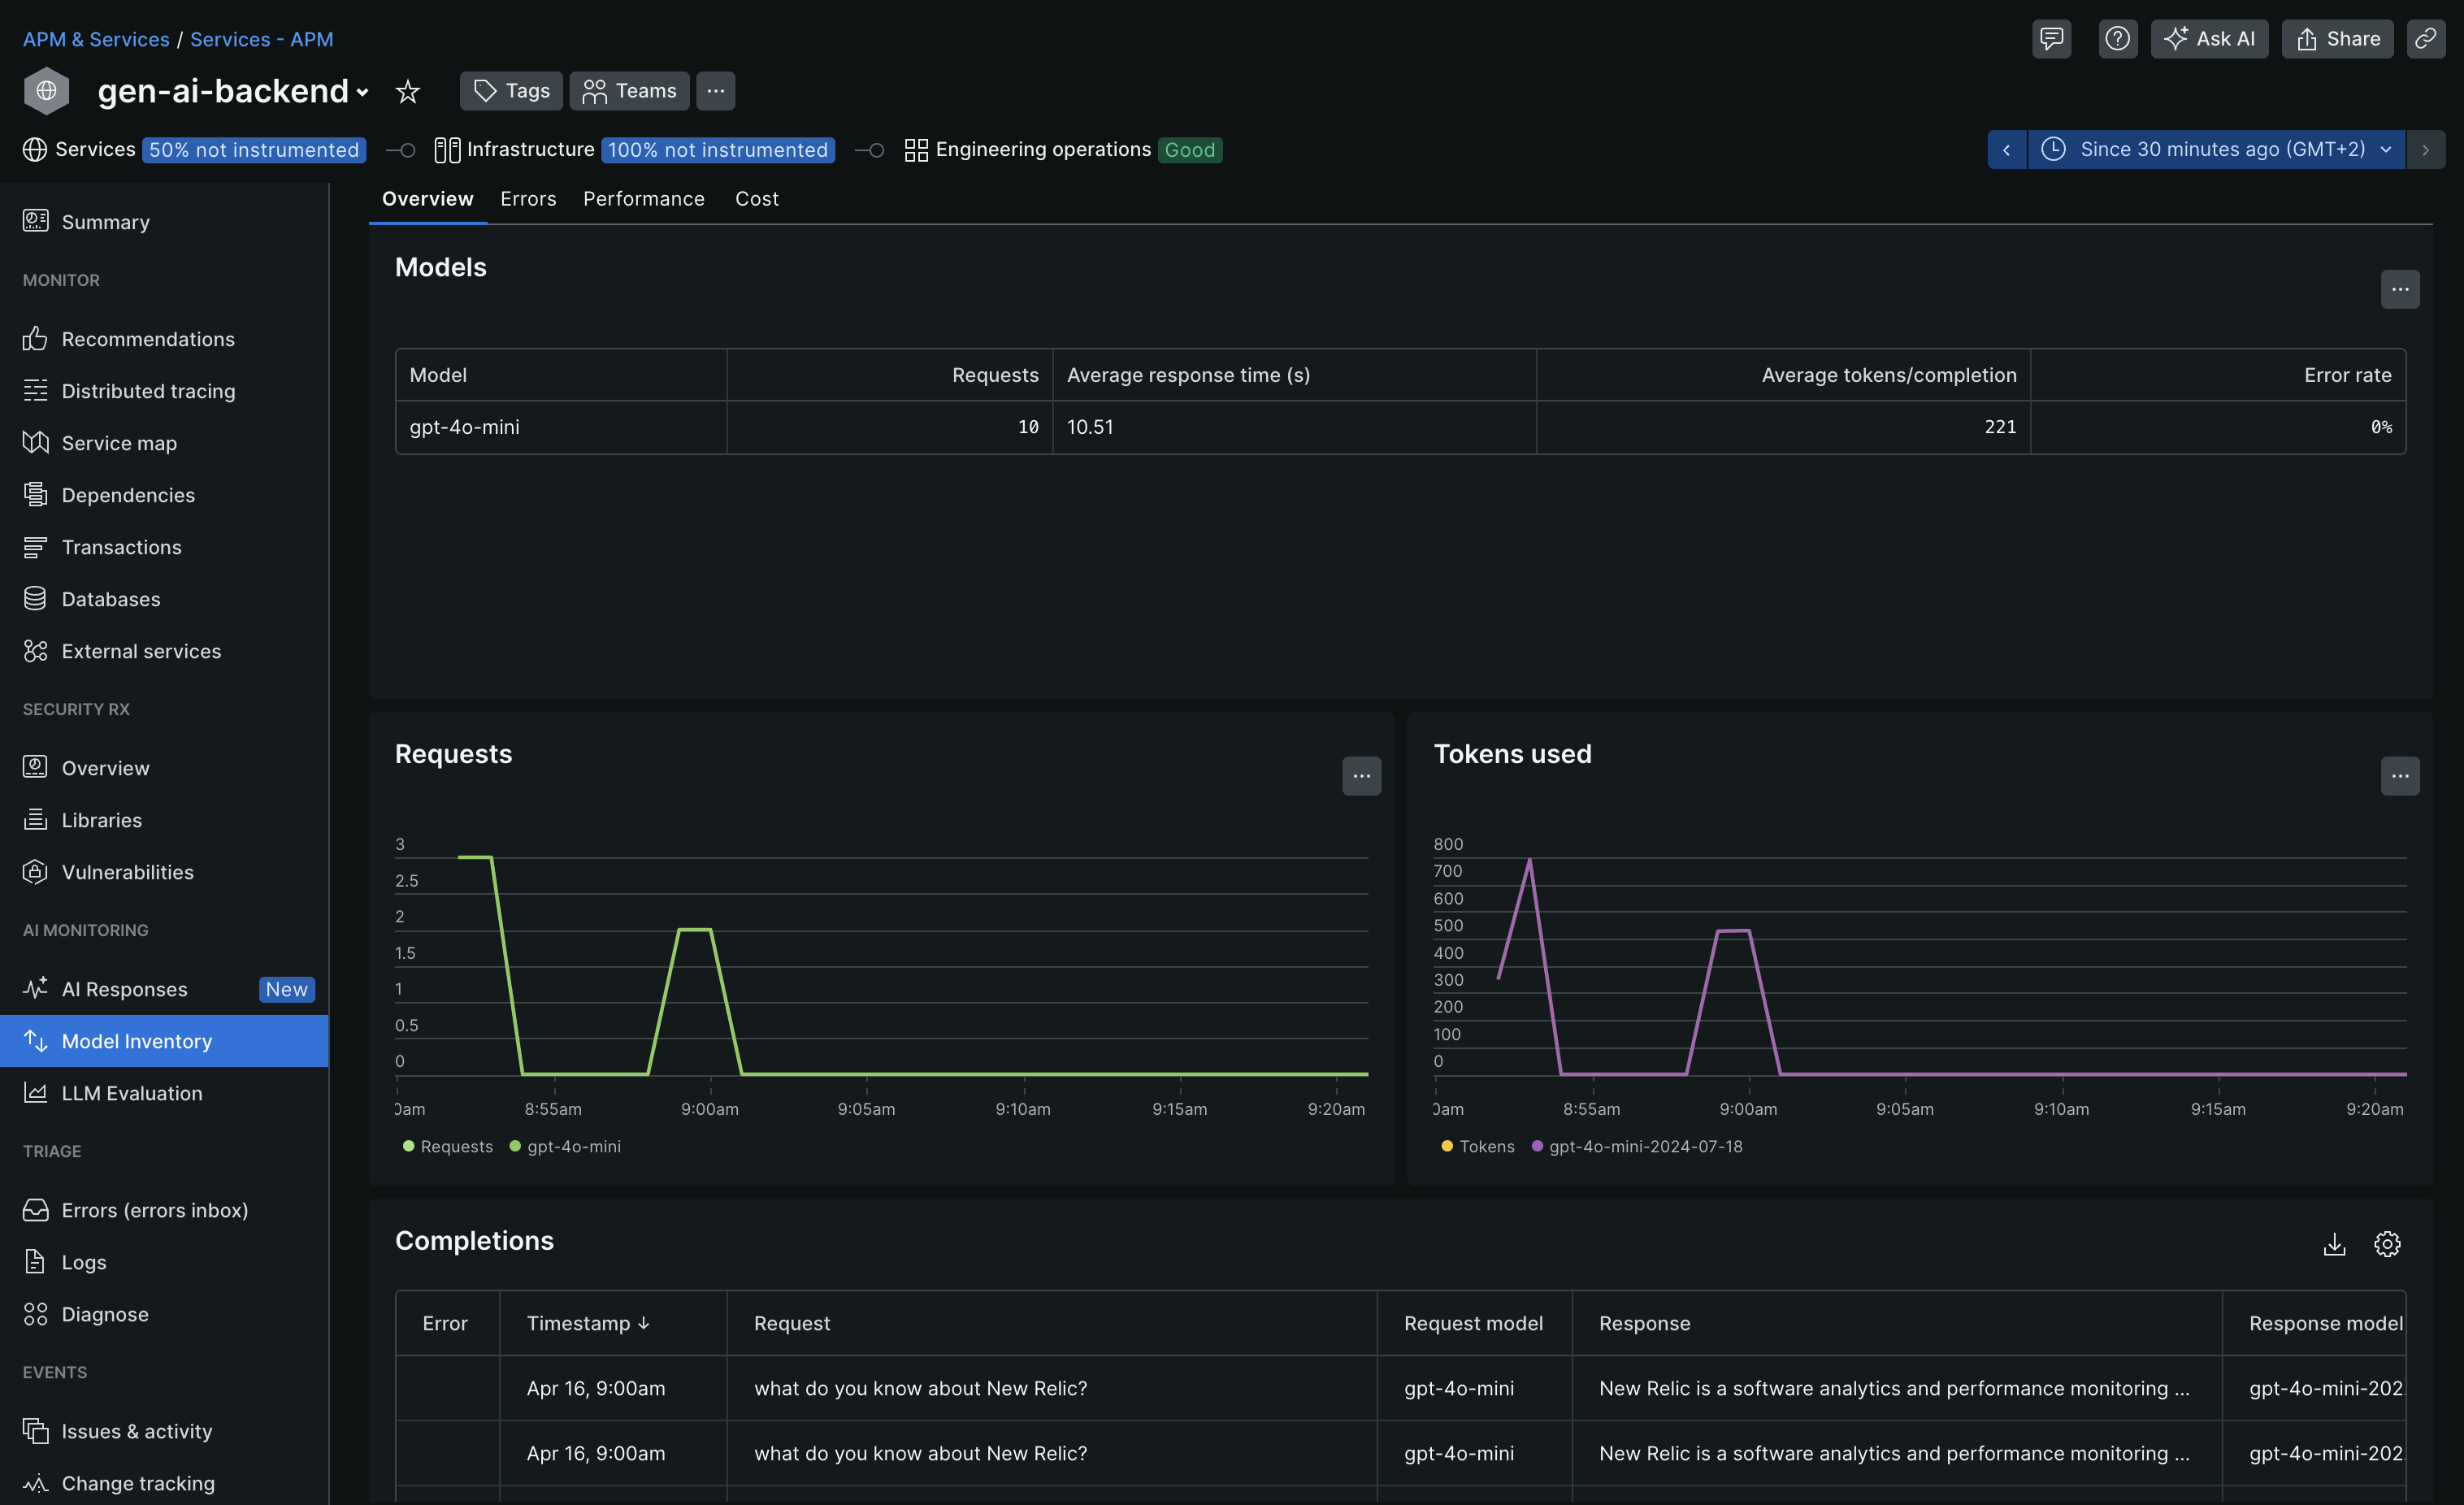 APM & Services / Services - APM
Ask AI
Share
gen-ai-backend
Tags
Teams
Services 50% not instrumented
Infrastructure 100% not instrumented
Engineering operations Good
Since 30 minutes ago (GMT+2)
Summary
MONITOR
Recommendations
Distributed tracing
Service map
Dependencies
Transactions
Databases
External services
SECURITY RX
Overview
Libraries
Vulnerabilities
AI MONITORING
AI Responses New
Model Inventory
LLM Evaluation
TRIAGE
Errors (errors inbox)
Logs
Diagnose
EVENTS
Issues & activity
Change tracking
Overview Errors Performance Cost
Models
Model Requests Average response time (s) Average tokens/completion Error rate
gpt-4o-mini 10 10.51 221 0%
Requests
3
2.5
2
1.5
1
0.5
0
0am 8:55am 9:00am 9:05am 9:10am 9:15am 9:20am
Requests gpt-4o-mini
Tokens used
800
700
600
500
400
300
200
100
0
0am 8:55am 9:00am 9:05am 9:10am 9:15am 9:20am
Tokens gpt-4o-mini-2024-07-18
Completions
Error Timestamp ↓ Request Request model Response Response model
Apr 16, 9:00am what do you know about New Relic? gpt-4o-mini New Relic is a software analytics and performance monitoring ... gpt-4o-mini-202
Apr 16, 9:00am what do you know about New Relic? gpt-4o-mini New Relic is a software analytics and performance monitoring ... gpt-4o-mini-202